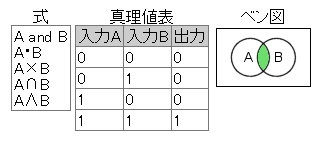 式
A and B
A・B
A×B
A∩B
A∧B
真理値表
入力A 入力B 出力
0 0 0
0 1 0
1 0 0
1 1 1
ベン図
A B